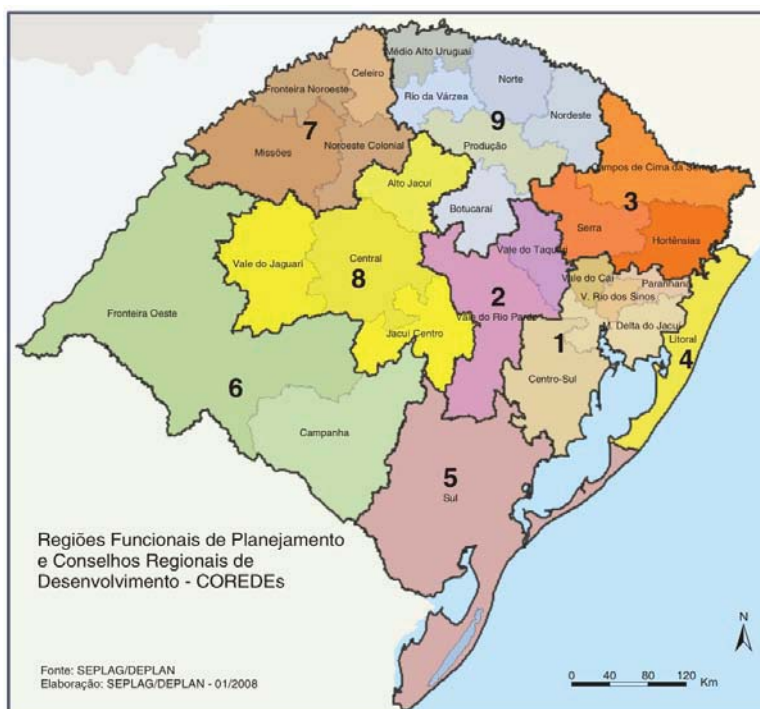 Médio Alto Uruguai
Celeiro
Fronteira Noroeste
Norte
Rio da Várzea
Nordeste
9
7
Produção
Noroeste Colonial
Missões
Campos de Cima da Serra
Alto Jacuí
3
Botucaraí
Serra
Hortênsias
Vale do Taquari
Central
Vale do Jaguari
Vale do Caí
Paranhana
8
2
V. Rio dos Sinos
Fronteira Oeste
Vale do Rio Pardo
M. Delta do Jacuí
Jacuí Centro
1
Litoral
4
Centro-Sul
6
Campanha
5
Sul
Regiões Funcionais de Planejamento
e Conselhos Regionais de
Desenvolvimento - COREDEs
N
Fonte: SEPLAG/DEPLAN
Elaboração: SEPLAG/DEPLAN - 01/2008
0 40 80 120
Km